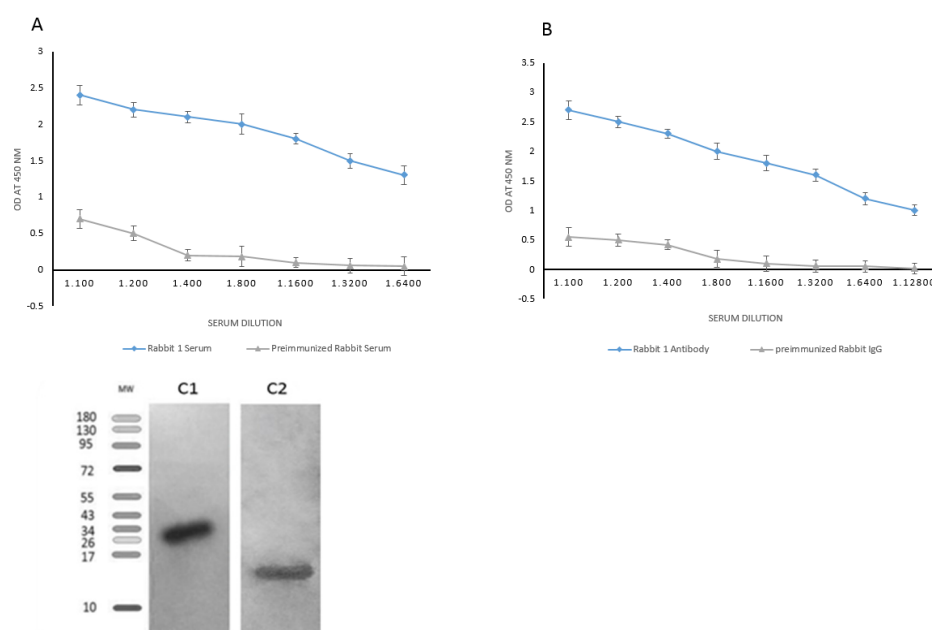 A
3
2.5
2
1.5
1
0.5
0
-0.5
OD AT 450 NM
1.100 1.200 1.400 1.800 1.1600 1.3200 1.6400
SERUM DILUTION
Rabbit 1 Serum Preimmunized Rabbit Serum
B
3.5
3
2.5
2
1.5
1
0.5
0
-0.5
OD AT 450 NM
1.100 1.200 1.400 1.800 1.1600 1.3200 1.6400 1.12800
SERUM DILUTION
Rabbit 1 Antibody preimmunized Rabbit IgG
MW C1 C2
180
130
95
72
55
43
34
26
17
10